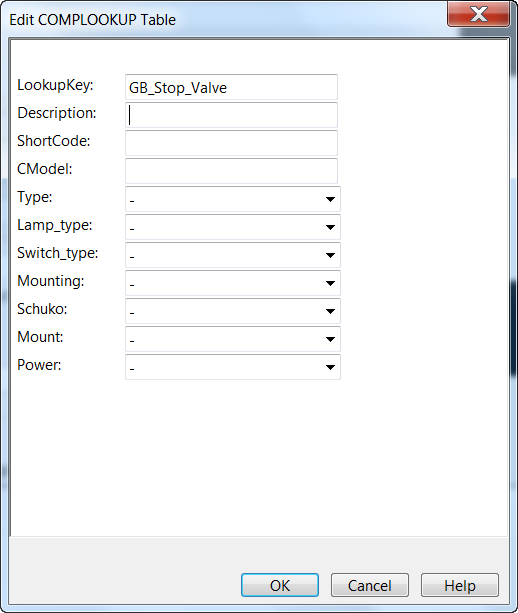 Edit COMPLOOKUP Table
LookupKey: GB_Stop_Valve
Description:
ShortCode:
CModel:
Type: -
Lamp_type: -
Switch_type: -
Mounting: -
Schuko: -
Mount: -
Power: -
OK Cancel Help